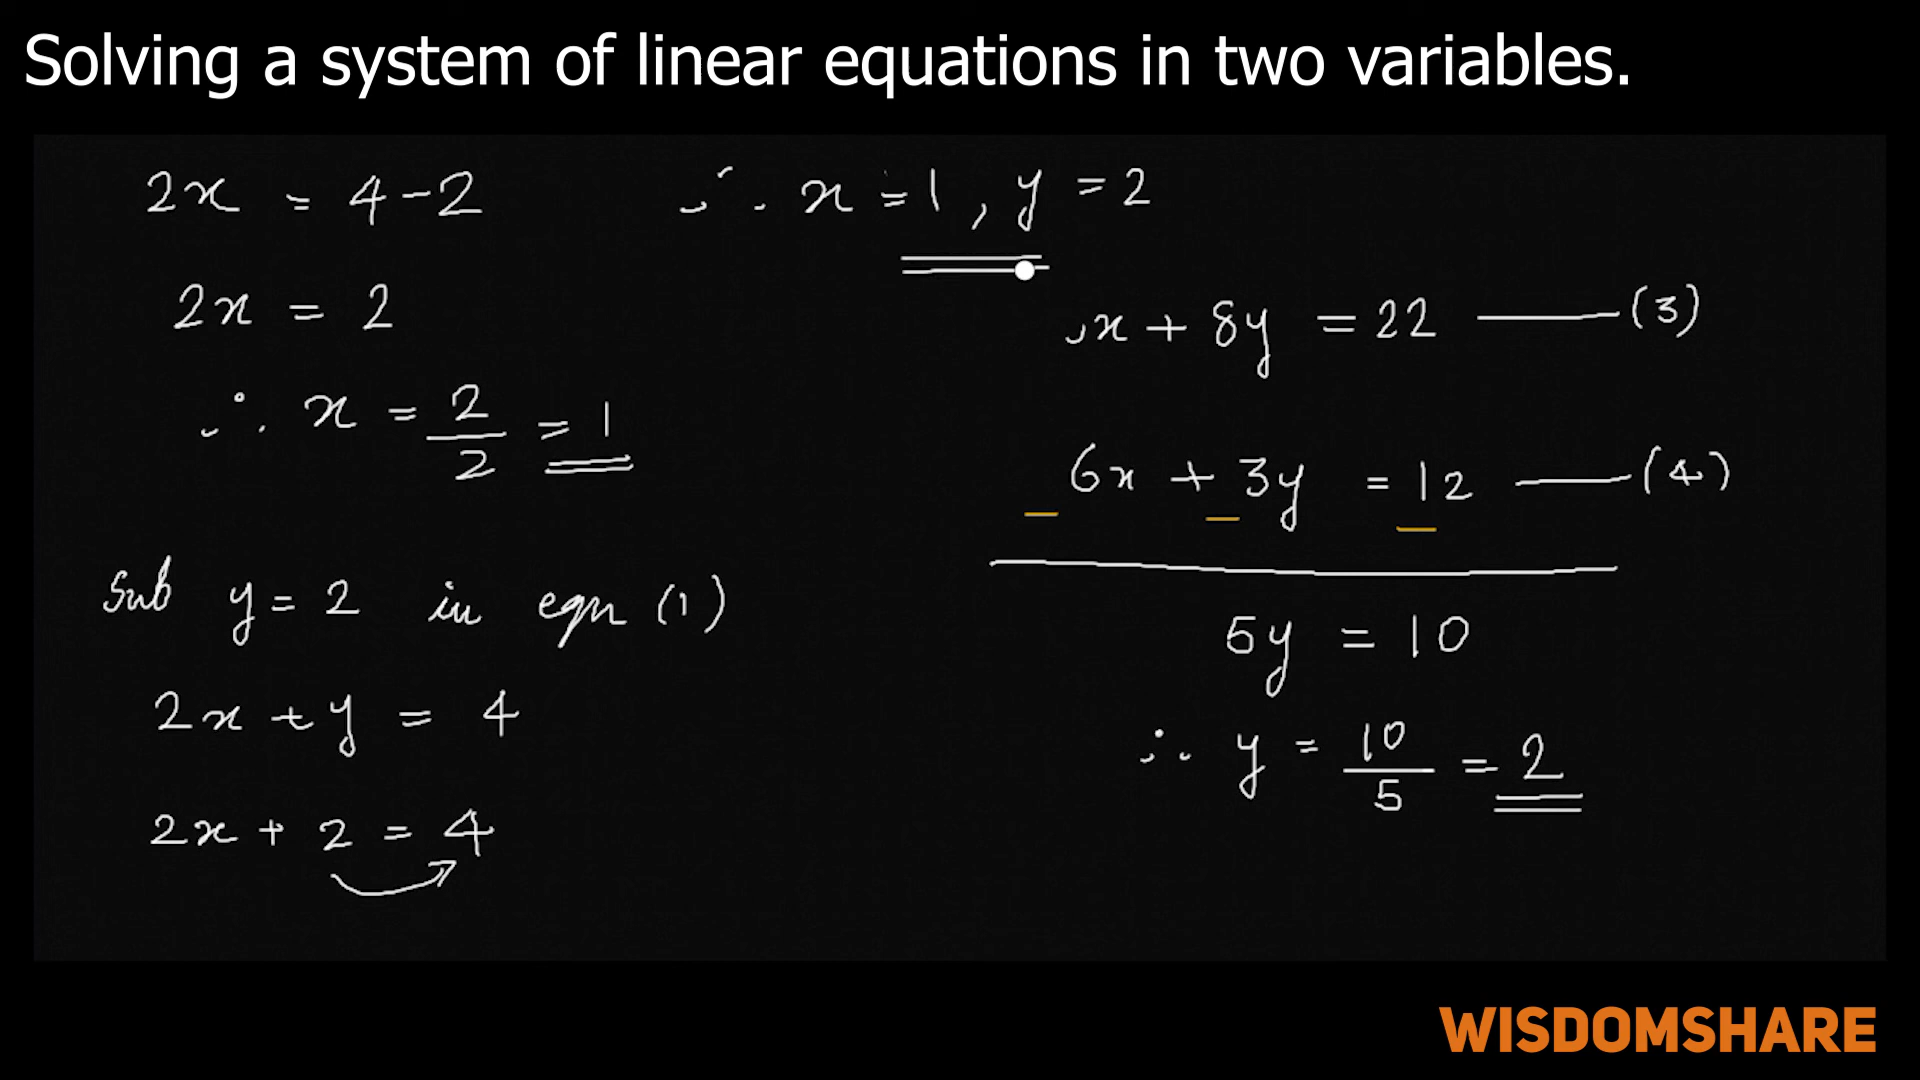 Solving a system of linear equations in two variables.
2x = 4 - 2
2x = 2
∴ x = 2/2 = 1
Sub y = 2 in eqn (1)
2x + y = 4
2x + 2 = 4
∴ x = 1, y = 2
x + 8y = 22 —— (3)
6x + 3y = 12 —— (4)
— — —
5y = 10
∴ y = 10/5 = 2
WISDOMSHARE